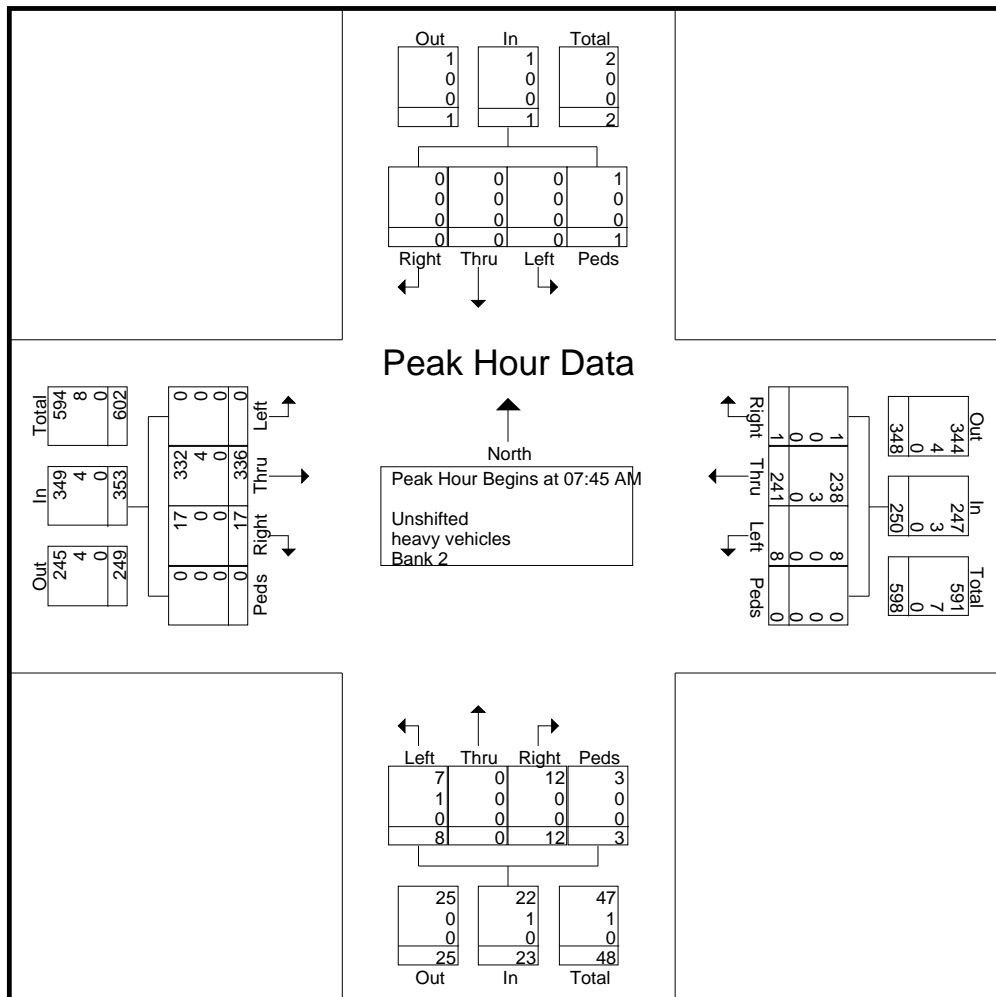 Out In Total
1 1 2
0 0 0
0 0 0
1 1 2
0 0 0 1
0 0 0 0
0 0 0 0
0 0 0 1
Right Thru Left Peds
Peak Hour Data
North
Peak Hour Begins at 07:45 AM
Unshifted
heavy vehicles
Bank 2
Out In Total
245 349 594
4 4 8
0 0 0
249 353 602
0 17 332 0
0 0 4 0
0 0 0 0
0 17 336 0
Peds Right Thru Left
Out In Total
344 247 591
4 3 7
0 0 0
348 250 598
1 238 8 0
0 3 0 0
0 0 0 0
1 241 8 0
Right Thru Left Peds
Left Thru Right Peds
7 0 12 3
1 0 0 0
0 0 0 0
8 0 12 3
25 22 47
0 1 1
0 0 0
25 23 48
Out In Total